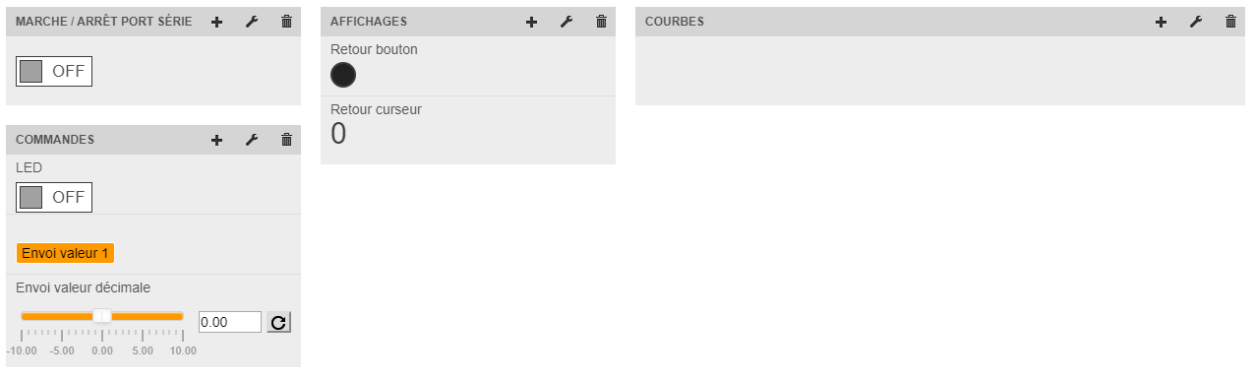 MARCHE / ARRÊT PORT SÉRIE
OFF
COMMANDES
LED
OFF
Envoi valeur 1
Envoi valeur décimale
0.00
-10.00 -5.00 0.00 5.00 10.00
AFFICHAGES
Retour bouton
Retour curseur
0
COURBES